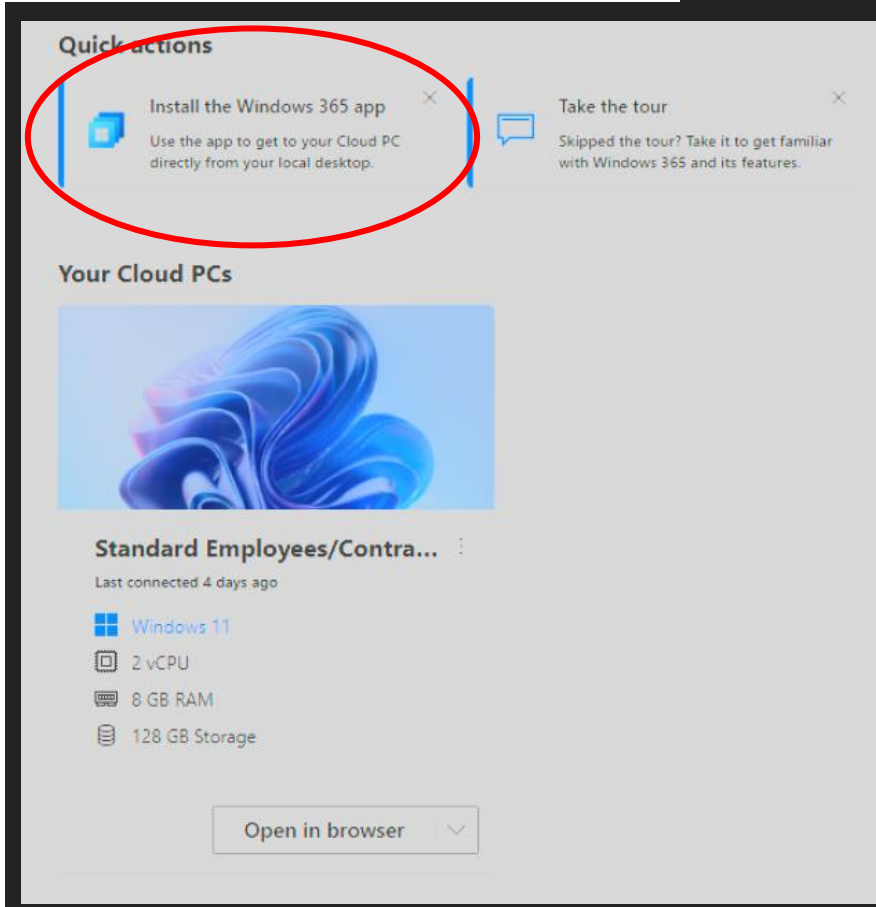 Quick actions
Install the Windows 365 app
Use the app to get to your Cloud PC
directly from your local desktop.
Take the tour
Skipped the tour? Take it to get familiar
with Windows 365 and its features.
Your Cloud PCs
Standard Employees/Contra...
Last connected 4 days ago
Windows 11
2 vCPU
8 GB RAM
128 GB Storage
Open in browser